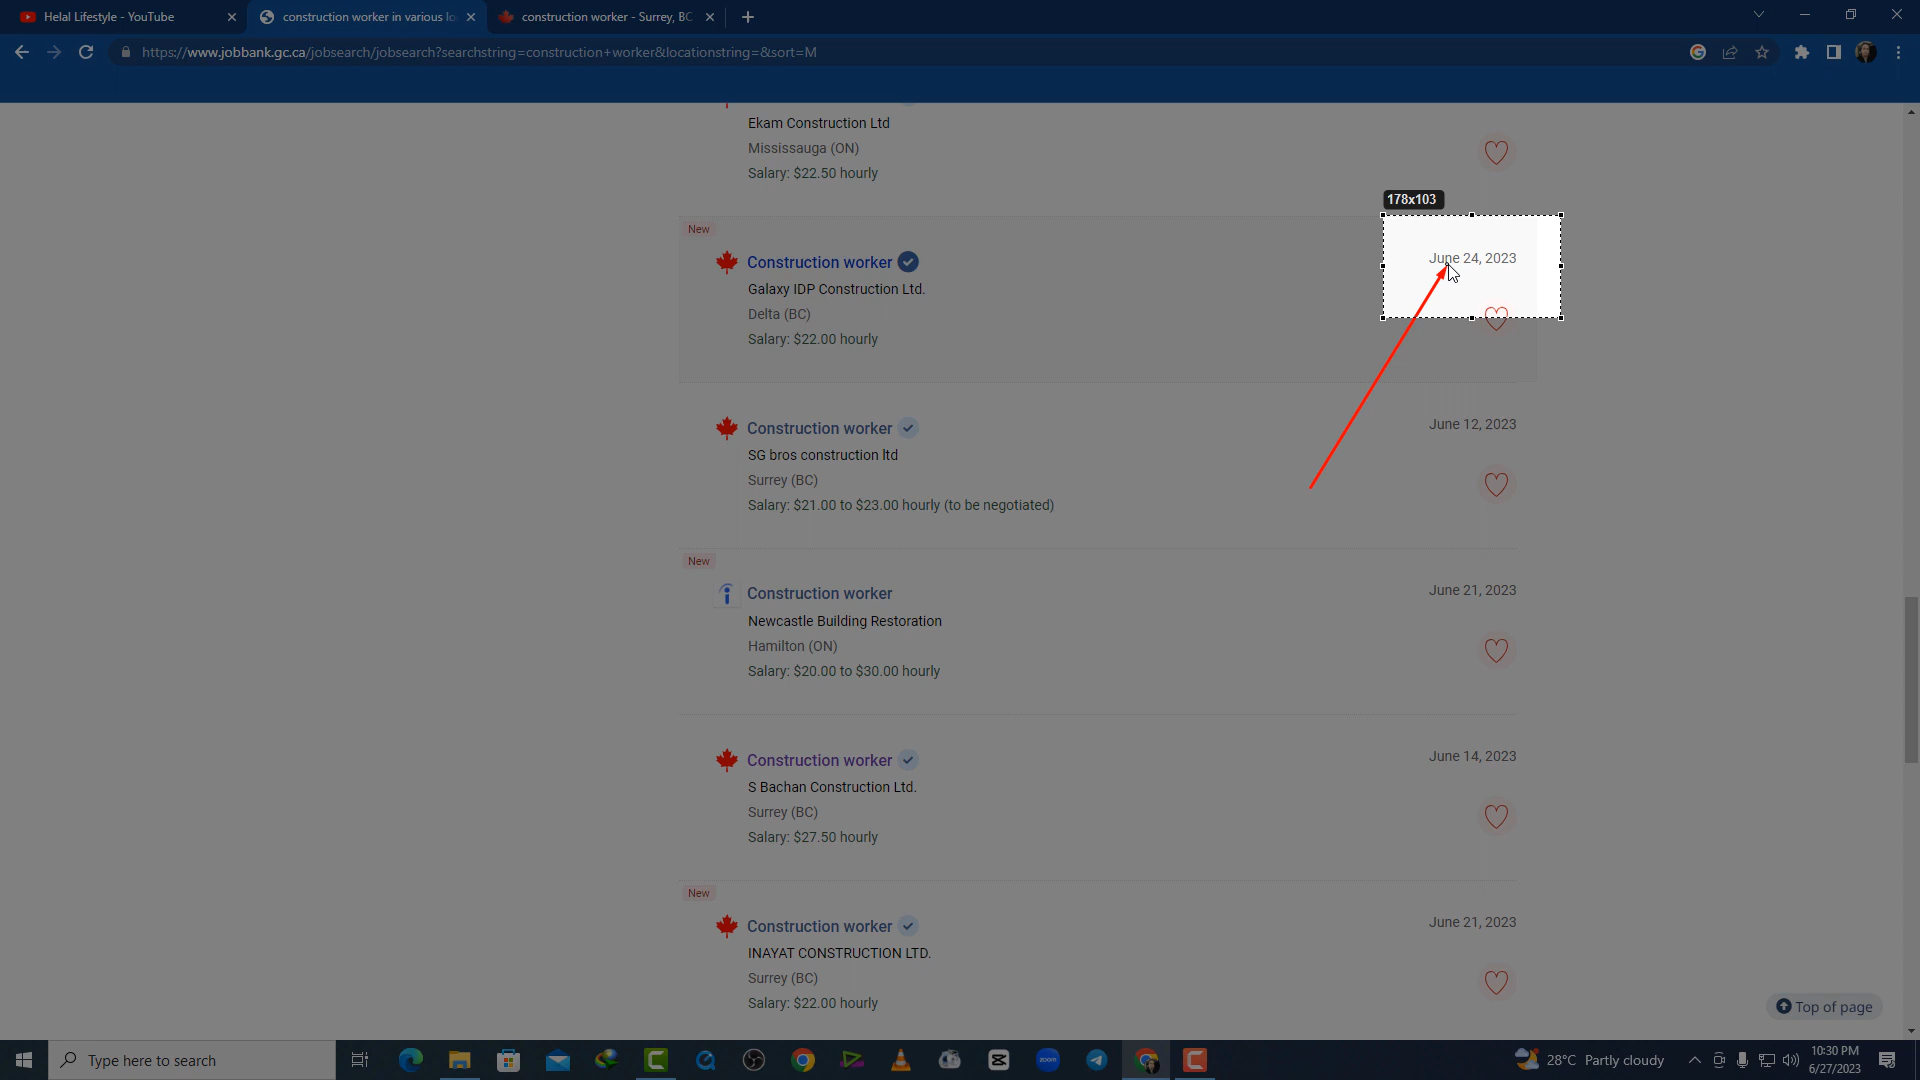 Helal Lifestyle - YouTube
construction worker in various lo
construction worker - Surrey, BC
https://www.jobbank.gc.ca/jobsearch/jobsearch?searchstring=construction+worker&locationstring=&sort=M
Ekam Construction Ltd
Mississauga (ON)
Salary: $22.50 hourly
178x103
New
Construction worker
June 24, 2023
Galaxy IDP Construction Ltd.
Delta (BC)
Salary: $22.00 hourly
Construction worker
June 12, 2023
SG bros construction ltd
Surrey (BC)
Salary: $21.00 to $23.00 hourly (to be negotiated)
New
Construction worker
June 21, 2023
Newcastle Building Restoration
Hamilton (ON)
Salary: $20.00 to $30.00 hourly
Construction worker
June 14, 2023
S Bachan Construction Ltd.
Surrey (BC)
Salary: $27.50 hourly
New
Construction worker
June 21, 2023
INAYAT CONSTRUCTION LTD.
Surrey (BC)
Salary: $22.00 hourly
Top of page
Type here to search
zoom
28°C Partly cloudy
10:30 PM
6/27/2023